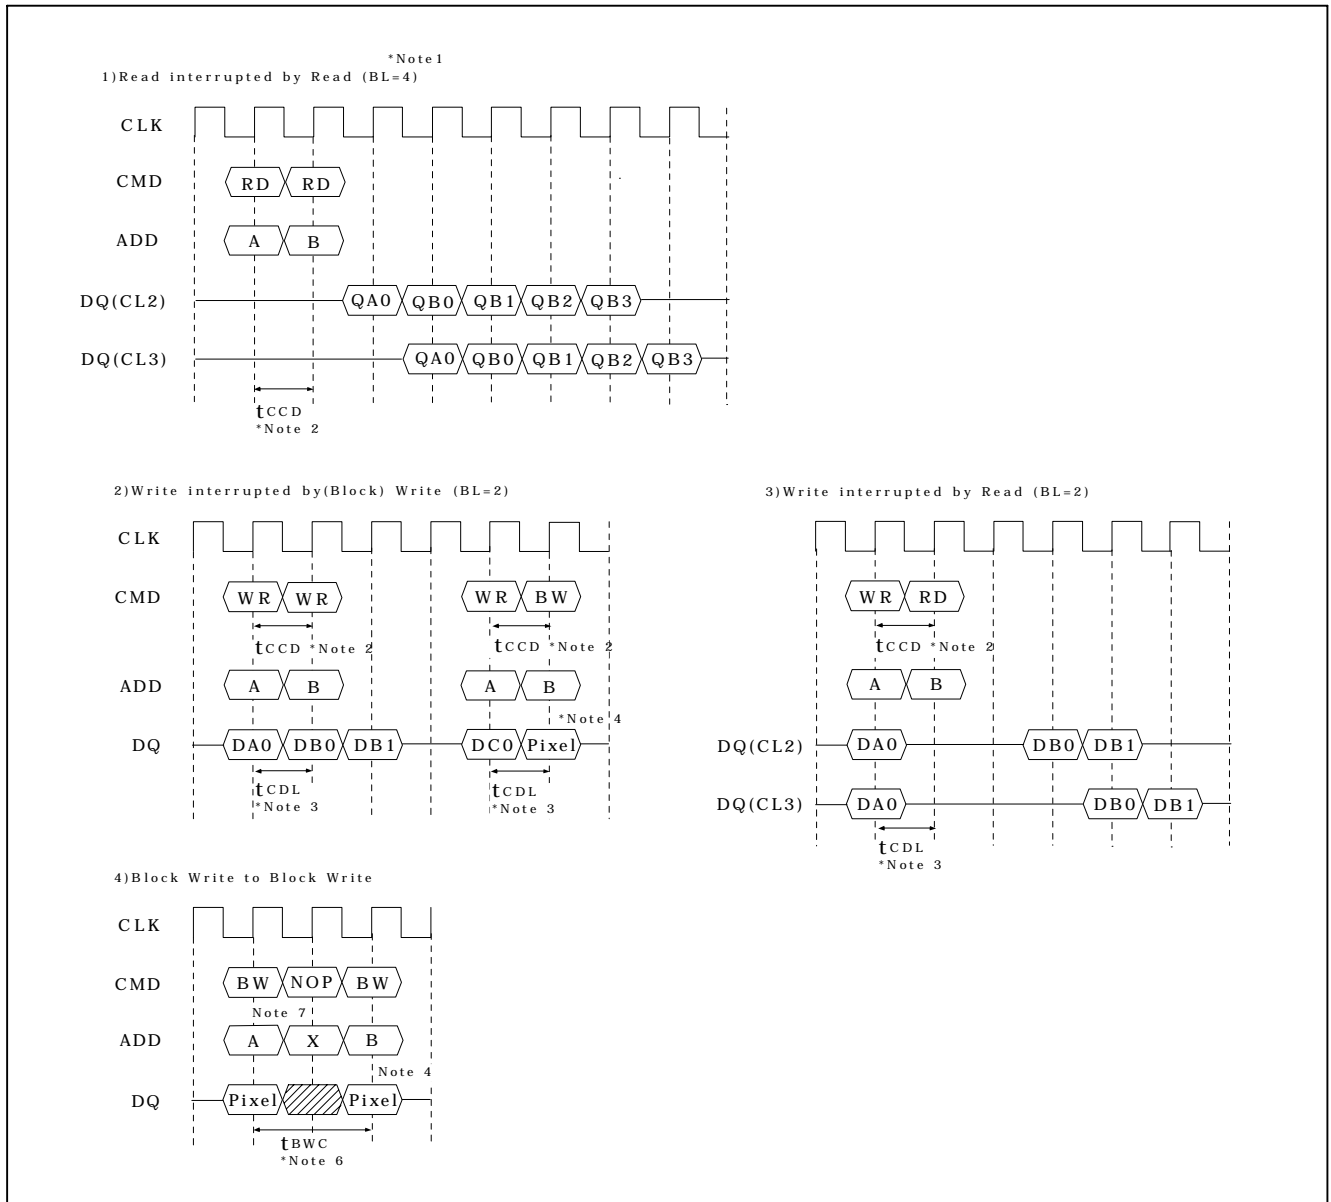 *Note1
1)Read interrupted by Read (BL=4)
CLK
CMD RD RD
ADD A B
DQ(CL2) QA0 QB0 QB1 QB2 QB3
DQ(CL3) QA0 QB0 QB1 QB2 QB3
tCCD
*Note 2
2)Write interrupted by(Block) Write (BL=2)
CLK
CMD WR WR WR BW
tCCD *Note 2 tCCD *Note 2
ADD A B A B
*Note 4
DQ DA0 DB0 DB1 DC0 Pixel
tCDL tCDL
*Note 3 *Note 3
3)Write interrupted by Read (BL=2)
WR RD
tCCD *Note 2
A B
DQ(CL2) DA0 DB0 DB1
DQ(CL3) DA0 DB0 DB1
tCDL
*Note 3
4)Block Write to Block Write
CLK
CMD BW NOP BW
Note 7
ADD A X B
Note 4
DQ Pixel Pixel
tBWC
*Note 6